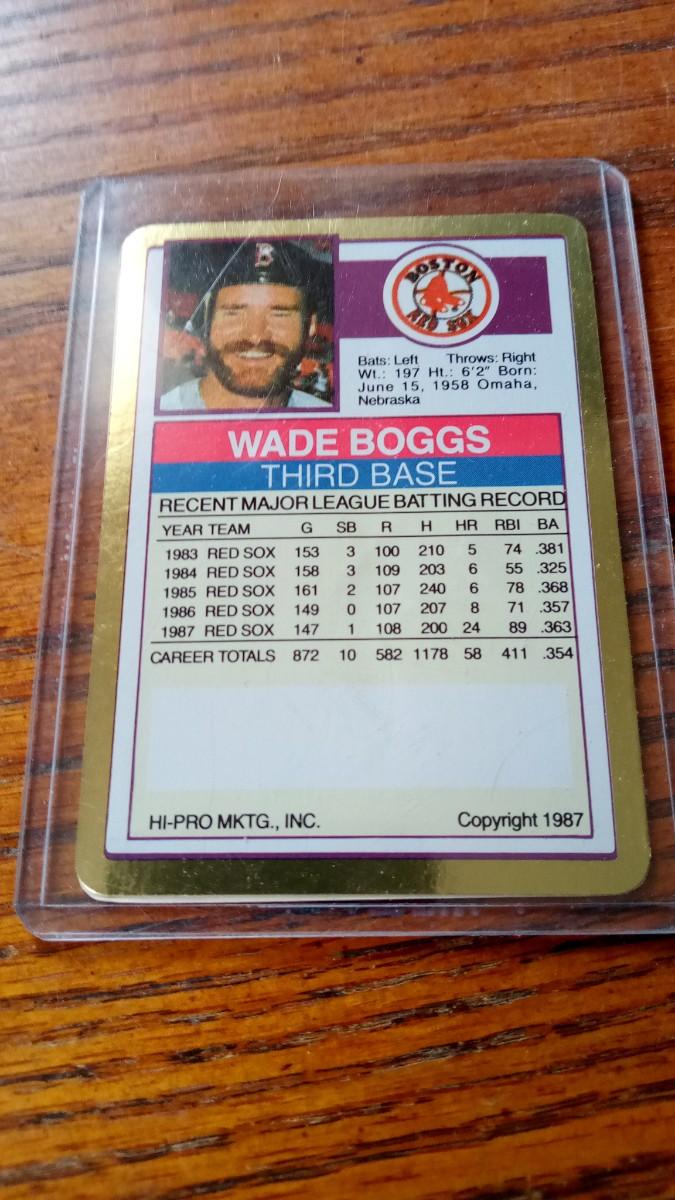 B
BOSTON
RED SOX
Bats: Left Throws: Right
Wt.: 197 Ht.: 6'2" Born:
June 15, 1958 Omaha,
Nebraska
WADE BOGGS
THIRD BASE
RECENT MAJOR LEAGUE BATTING RECORD
YEAR TEAM G SB R H HR RBI BA
1983 RED SOX 153 3 100 210 5 74 .381
1984 RED SOX 158 3 109 203 6 55 .325
1985 RED SOX 161 2 107 240 6 78 .368
1986 RED SOX 149 0 107 207 8 71 .357
1987 RED SOX 147 1 108 200 24 89 .363
CAREER TOTALS 872 10 582 1178 58 411 .354
HI-PRO MKTG., INC. Copyright 1987